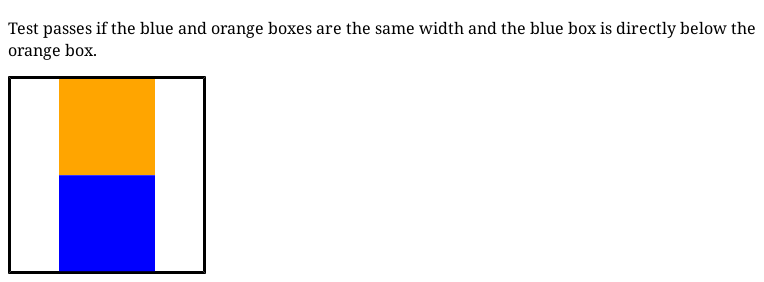 Test passes if the blue and orange boxes are the same width and the blue box is directly below the
orange box.